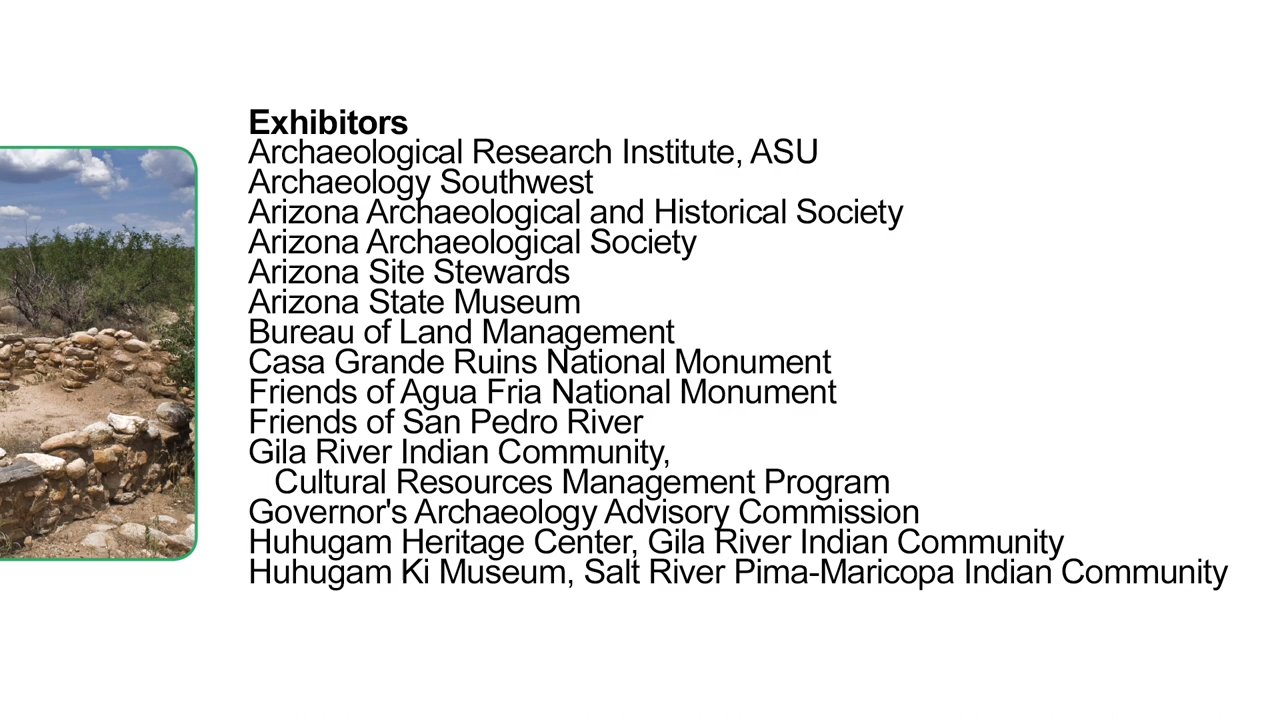 Exhibitors
Archaeological Research Institute, ASU
Archaeology Southwest
Arizona Archaeological and Historical Society
Arizona Archaeological Society
Arizona Site Stewards
Arizona State Museum
Bureau of Land Management
Casa Grande Ruins National Monument
Friends of Agua Fria National Monument
Friends of San Pedro River
Gila River Indian Community,
Cultural Resources Management Program
Governor's Archaeology Advisory Commission
Huhugam Heritage Center, Gila River Indian Community
Huhugam Ki Museum, Salt River Pima-Maricopa Indian Community